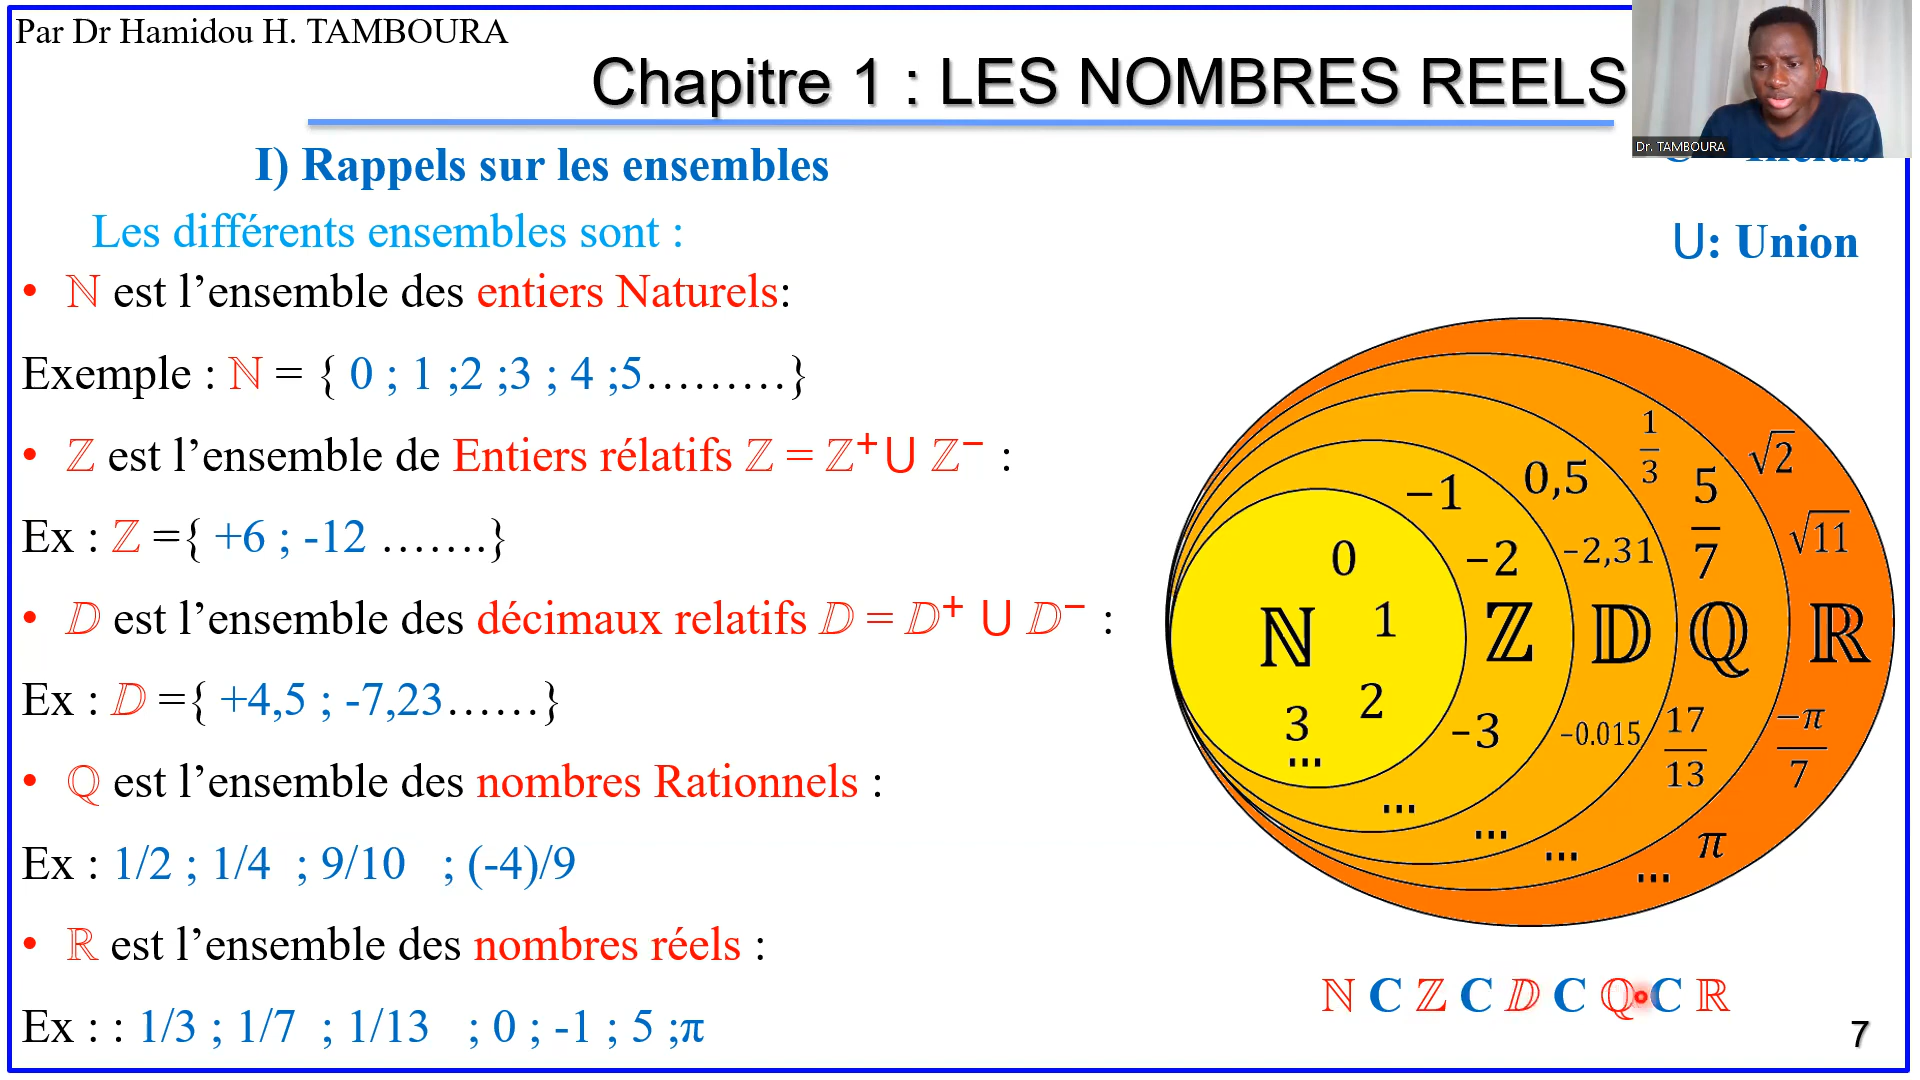 Par Dr Hamidou H. TAMBOURA
Chapitre 1 : LES NOMBRES REELS
Dr. TAMBOURA
I) Rappels sur les ensembles
Les différents ensembles sont :
U: Union
• ℕ est l’ensemble des entiers Naturels:
Exemple : ℕ = { 0 ; 1 ;2 ;3 ; 4 ;5………}
• ℤ est l’ensemble de Entiers rélatifs ℤ = ℤ⁺∪ ℤ⁻ :
Ex : ℤ ={ +6 ; -12 …….}
• 𝔻 est l’ensemble des décimaux relatifs 𝔻 = 𝔻⁺ ∪ 𝔻⁻ :
Ex : 𝔻 ={ +4,5 ; -7,23……}
• ℚ est l’ensemble des nombres Rationnels :
Ex : 1/2 ; 1/4 ; 9/10 ; (-4)/9
• ℝ est l’ensemble des nombres réels :
Ex : : 1/3 ; 1/7 ; 1/13 ; 0 ; -1 ; 5 ;π
ℕ 0 1 2 3 ...
ℤ −1 -2 -3 ...
𝔻 0,5 -2,31 -0.015 ...
ℚ 1/3 5/7 17/13 ...
ℝ √2 √11 −π/7 π ...
ℕ C ℤ C 𝔻 C ℚ C ℝ
7